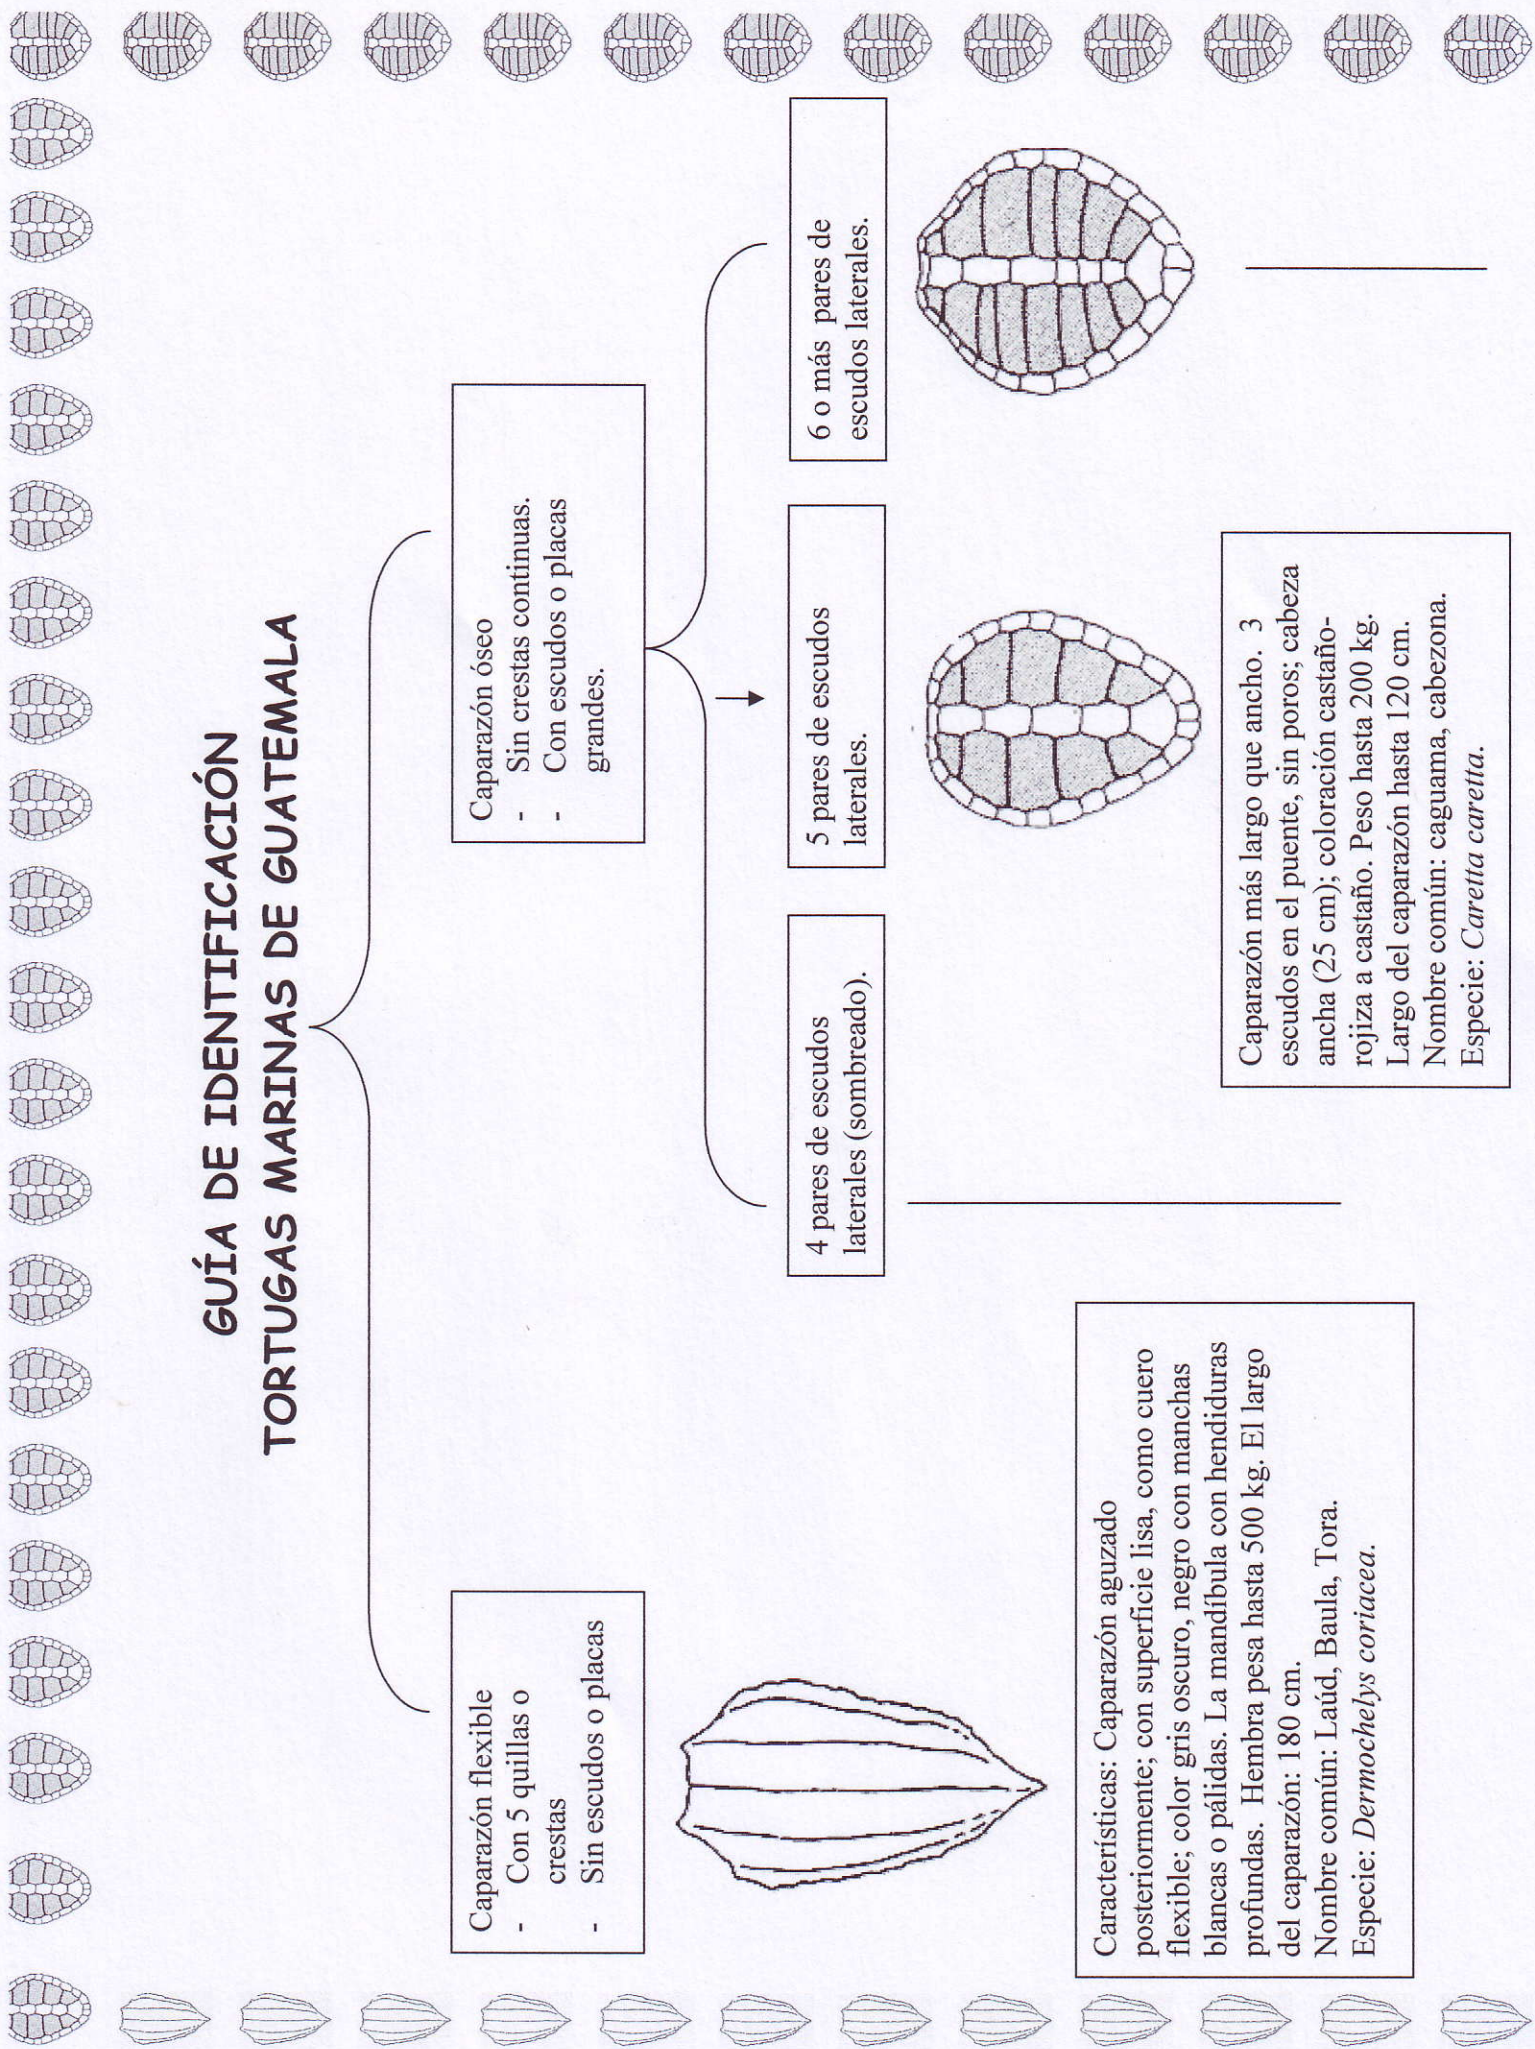 GUÍA DE IDENTIFICACIÓN
TORTUGAS MARINAS DE GUATEMALA
Caparazón flexible
- Con 5 quillas o
crestas
- Sin escudos o placas
Caparazón óseo
- Sin crestas continuas.
- Con escudos o placas
grandes.
4 pares de escudos
laterales (sombreado).
5 pares de escudos
laterales.
6 o más pares de
escudos laterales.
Características: Caparazón aguzado
posteriormente; con superficie lisa, como cuero
flexible; color gris oscuro, negro con manchas
blancas o pálidas. La mandíbula con hendiduras
profundas. Hembra pesa hasta 500 kg. El largo
del caparazón: 180 cm.
Nombre común: Laúd, Baula, Tora.
Especie: Dermochelys coriacea.
Caparazón más largo que ancho. 3
escudos en el puente, sin poros; cabeza
ancha (25 cm); coloración castaño-
rojiza a castaño. Peso hasta 200 kg.
Largo del caparazón hasta 120 cm.
Nombre común: caguama, cabezona.
Especie: Caretta caretta.